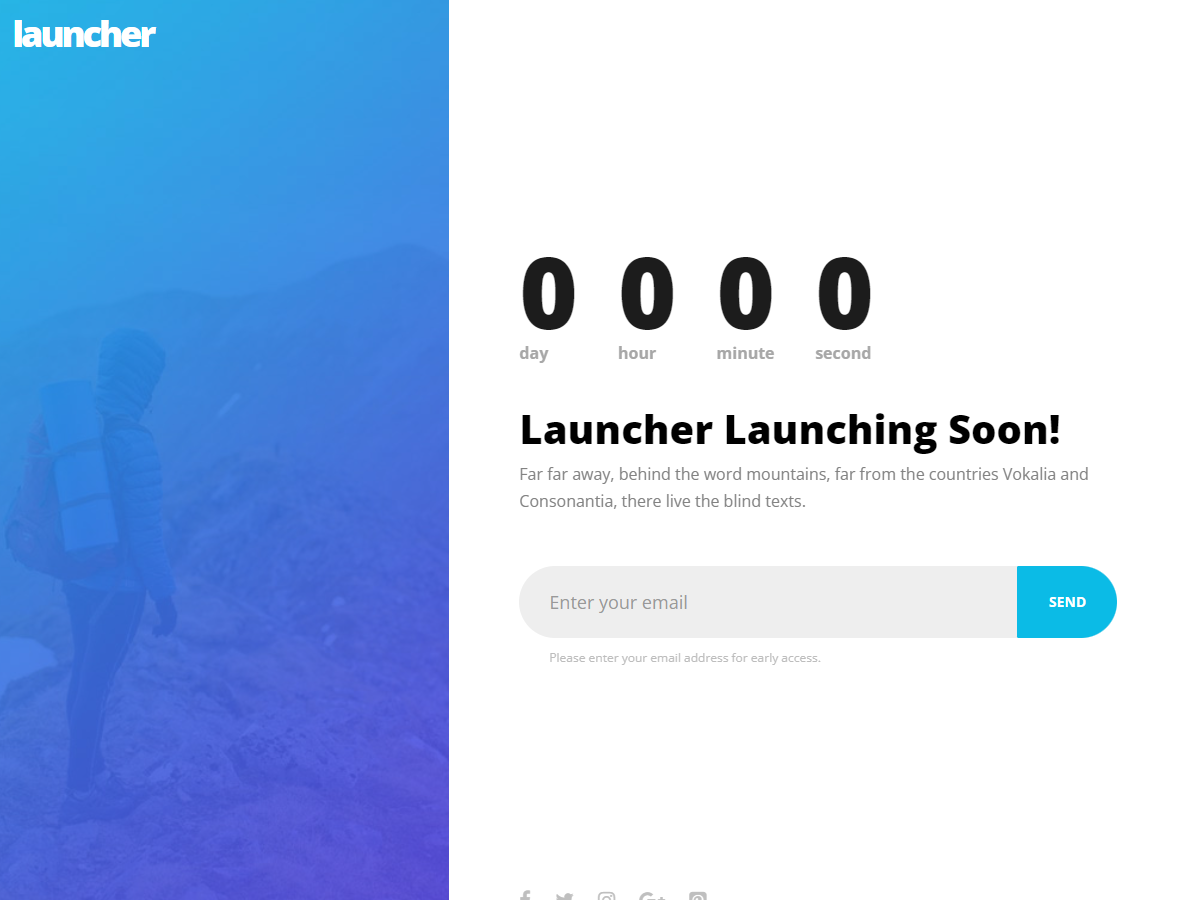 launcher
0 0 0 0
day hour minute second
Launcher Launching Soon!
Far far away, behind the word mountains, far from the countries Vokalia and
Consonantia, there live the blind texts.
Enter your email
SEND
Please enter your email address for early access.